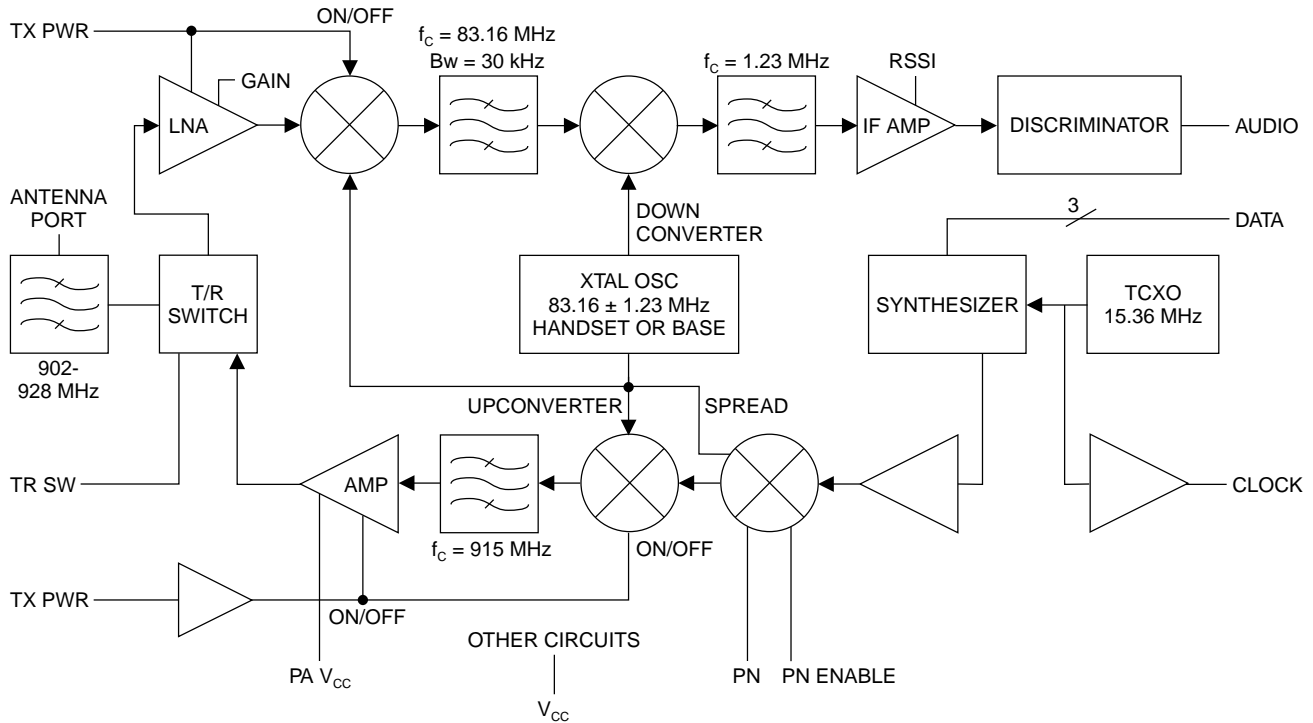 TX PWR
ON/OFF
f_C = 83.16 MHz
Bw = 30 kHz
f_C = 1.23 MHz
RSSI
GAIN
LNA
IF AMP
DISCRIMINATOR
AUDIO
ANTENNA
PORT
DOWN
CONVERTER
3
DATA
T/R
SWITCH
XTAL OSC
83.16 ± 1.23 MHz
HANDSET OR BASE
SYNTHESIZER
TCXO
15.36 MHz
902-
928 MHz
UPCONVERTER
SPREAD
TR SW
AMP
CLOCK
f_C = 915 MHz
ON/OFF
TX PWR
ON/OFF
OTHER CIRCUITS
PA V_CC
PN
PN ENABLE
V_CC